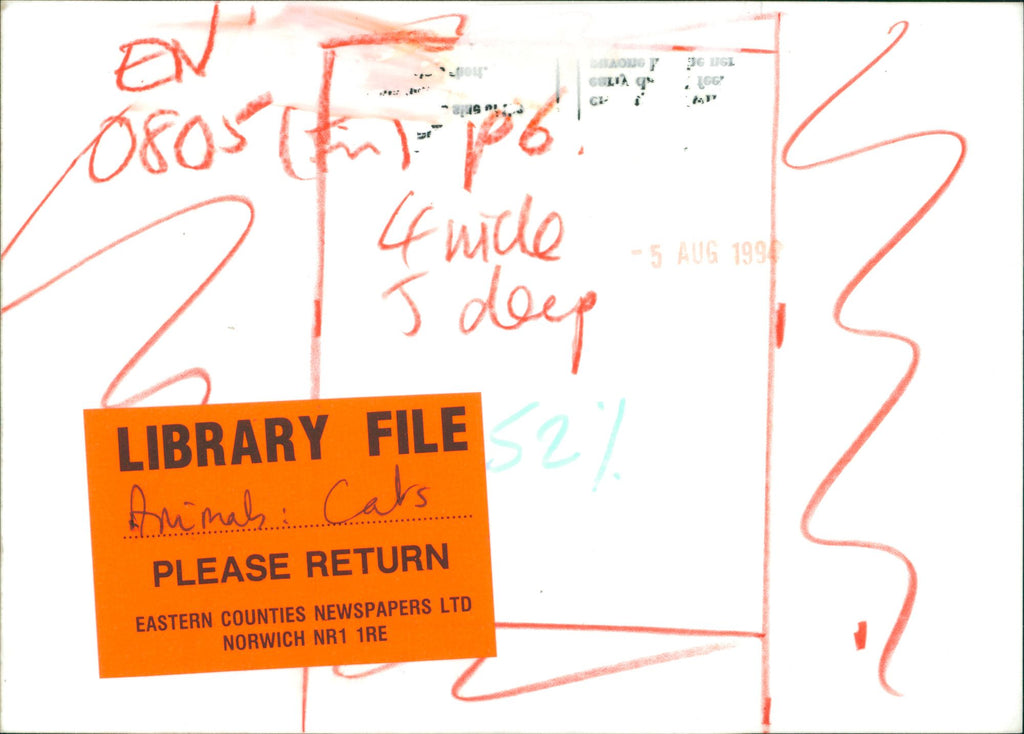 EN
0805 (Fin) p6.
4 wide
5 deep
- 5 AUG 1994
52%
LIBRARY FILE
Animals: Cats
PLEASE RETURN
EASTERN COUNTIES NEWSPAPERS LTD
NORWICH NR1 1RE